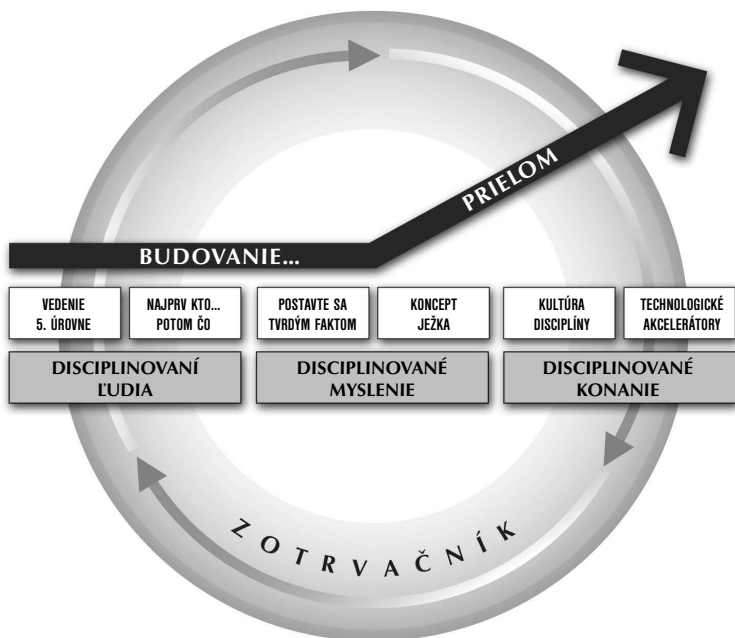 PRIELOM
BUDOVANIE...
VEDENIE
5. ÚROVNE
NAJPRV KTO...
POTOM ČO
POSTAVTE SA
TVRDÝM FAKTOM
KONCEPT
JEŽKA
KULTÚRA
DISCIPLÍNY
TECHNOLOGICKÉ
AKCELERÁTORY
DISCIPLINOVANÍ
ĽUDIA
DISCIPLINOVANÉ
MYSLENIE
DISCIPLINOVANÉ
KONANIE
ZOTRVAČNÍK